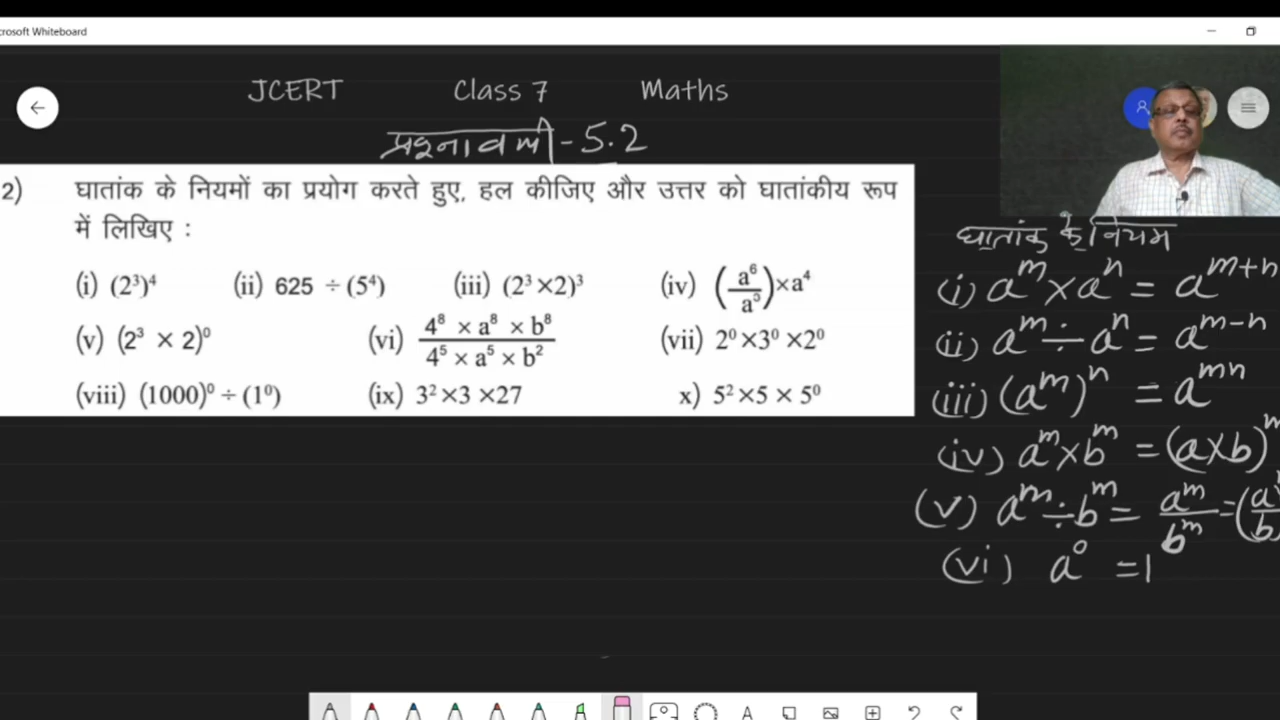 crosoft Whiteboard
JCERT Class 7 Maths
प्रश्नावली - 5.2
2) घातांक के नियमों का प्रयोग करते हुए, हल कीजिए और उत्तर को घातांकीय रूप
में लिखिए :
(i) (2³)⁴ (ii) 625 ÷ (5⁴) (iii) (2³ ×2)³ (iv) (a⁶/a⁵)×a⁴
(v) (2³ × 2)⁰ (vi) 4⁸ × a⁸ × b⁸ / 4⁵ × a⁵ × b² (vii) 2⁰ ×3⁰ ×2⁰
(viii) (1000)⁰ ÷ (1⁰) (ix) 3² ×3 ×27 x) 5² ×5 × 5⁰
घातांक के नियम
(i) aᵐ × aⁿ = aᵐ⁺ⁿ
(ii) aᵐ ÷ aⁿ = aᵐ⁻ⁿ
(iii) (aᵐ)ⁿ = aᵐⁿ
(iv) aᵐ × bᵐ = (a×b)ᵐ
(v) aᵐ ÷ bᵐ = aᵐ/bᵐ = (a/b)
(vi) a⁰ = 1